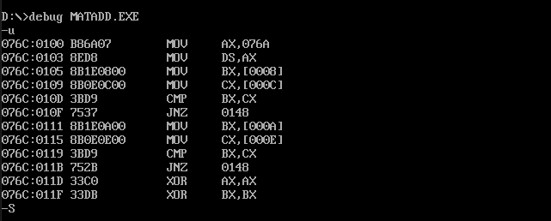 D:\>debug MATADD.EXE
-u
076C:0100 B86A07 MOV AX,076A
076C:0103 8ED8 MOV DS,AX
076C:0105 8B1E0800 MOV BX,[0008]
076C:0109 8B0E0C00 MOV CX,[000C]
076C:010D 3BD9 CMP BX,CX
076C:010F 7537 JNZ 0148
076C:0111 8B1E0A00 MOV BX,[000A]
076C:0115 8B0E0E00 MOV CX,[000E]
076C:0119 3BD9 CMP BX,CX
076C:011B 752B JNZ 0148
076C:011D 33C0 XOR AX,AX
076C:011F 33DB XOR BX,BX
-S